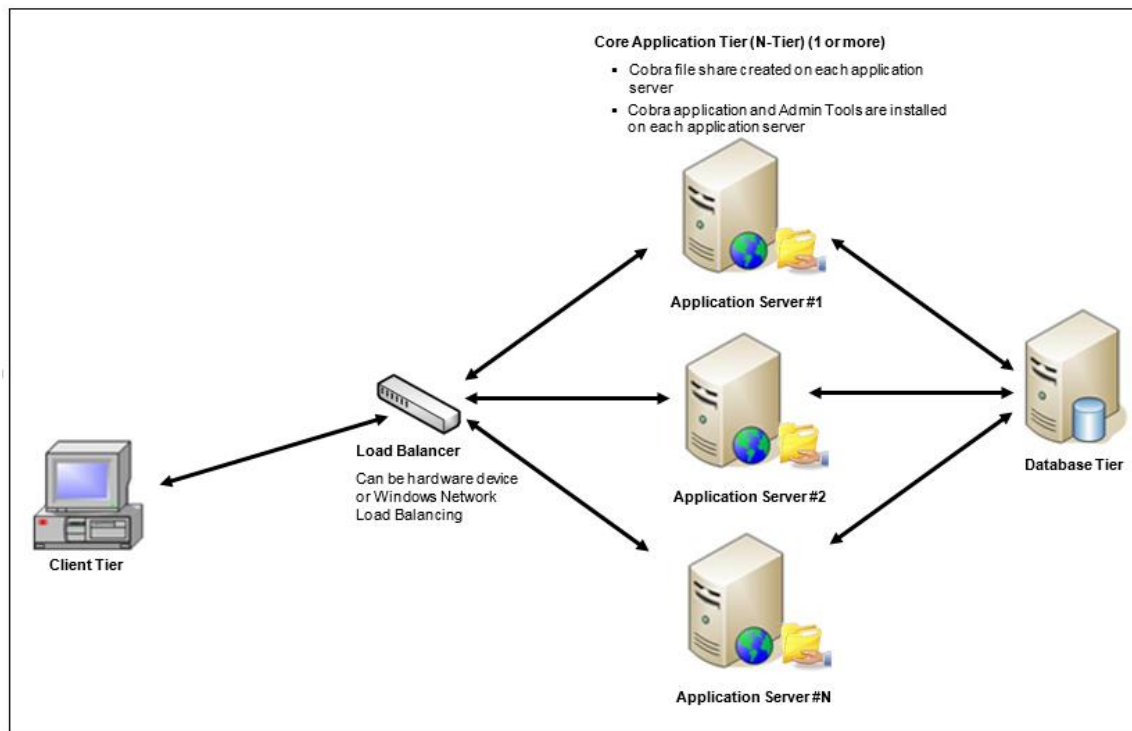 Core Application Tier (N-Tier) (1 or more)
▪ Cobra file share created on each application
server
▪ Cobra application and Admin Tools are installed
on each application server
Application Server #1
Load Balancer
Can be hardware device
or Windows Network
Load Balancing
Application Server #2
Database Tier
Client Tier
Application Server #N